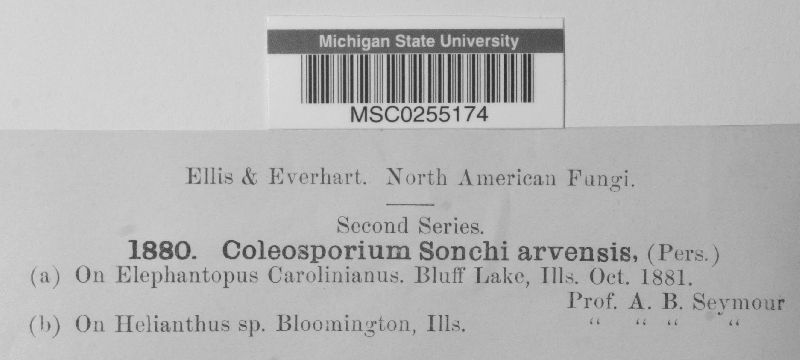 Michigan State University
MSC0255174
Ellis & Everhart. North American Fungi.
Second Series.
1880. Coleosporium Sonchi arvensis, (Pers.)
(a) On Elephantopus Carolinianus. Bluff Lake, Ills. Oct. 1881.
Prof. A. B. Seymour
(b) On Helianthus sp. Bloomington, Ills. " " " "